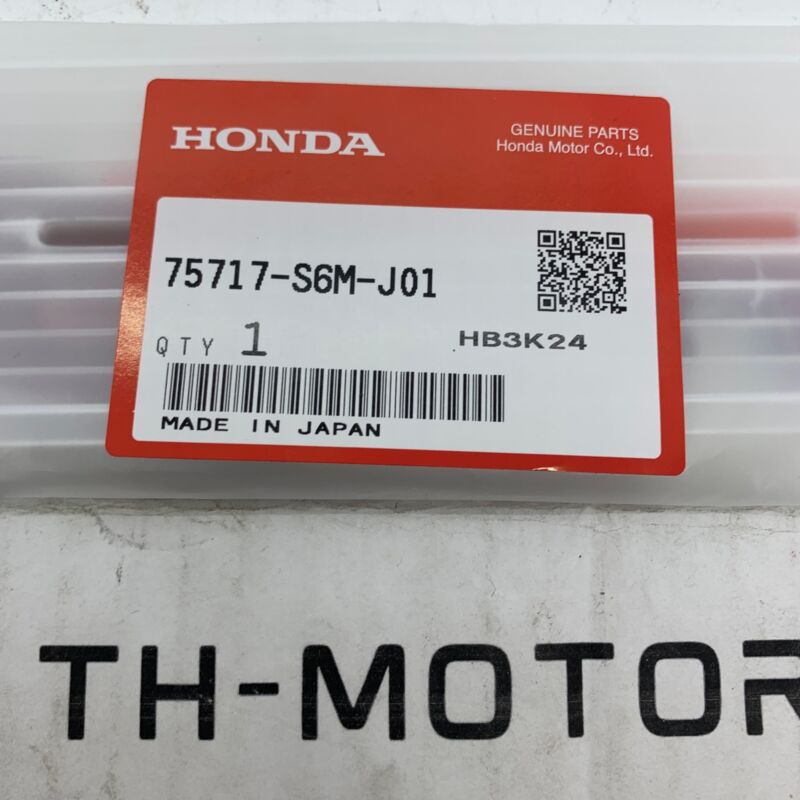 HONDA
GENUINE PARTS
Honda Motor Co., Ltd.
75717-S6M-J01
QTY 1
HB3K24
MADE IN JAPAN
TH-MOTOR